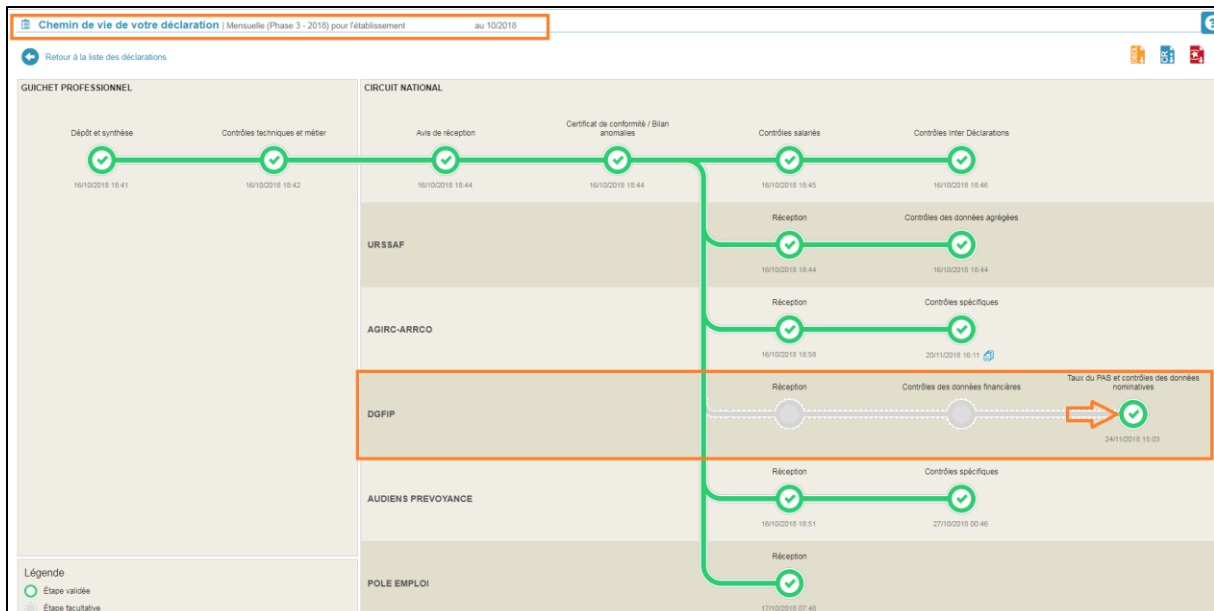 Chemin de vie de votre déclaration | Mensuelle (Phase 3 - 2018) pour l'établissement au 10/2018
?
Retour à la liste des déclarations
GUICHET PROFESSIONNEL
CIRCUIT NATIONAL
Dépôt et synthèse
Contrôles techniques et métier
Avis de réception
Certificat de conformité / Bilan
anomalies
Contrôles salariés
Contrôles Inter Déclarations
16/10/2018 18:41
16/10/2018 18:42
16/10/2018 18:44
16/10/2018 18:44
16/10/2018 18:45
16/10/2018 18:46
URSSAF
Réception
Contrôles des données agrégées
16/10/2018 18:44
16/10/2018 18:44
AGIRC-ARRCO
Réception
Contrôles spécifiques
16/10/2018 18:58
20/11/2018 16:11
DGFIP
Réception
Contrôles des données financières
Taux du PAS et contrôles des données
nominatives
24/11/2018 15:03
AUDIENS PREVOYANCE
Réception
Contrôles spécifiques
16/10/2018 18:51
27/10/2018 00:46
POLE EMPLOI
Réception
17/10/2018 07:48
Légende
Étape validée
Étape facultative